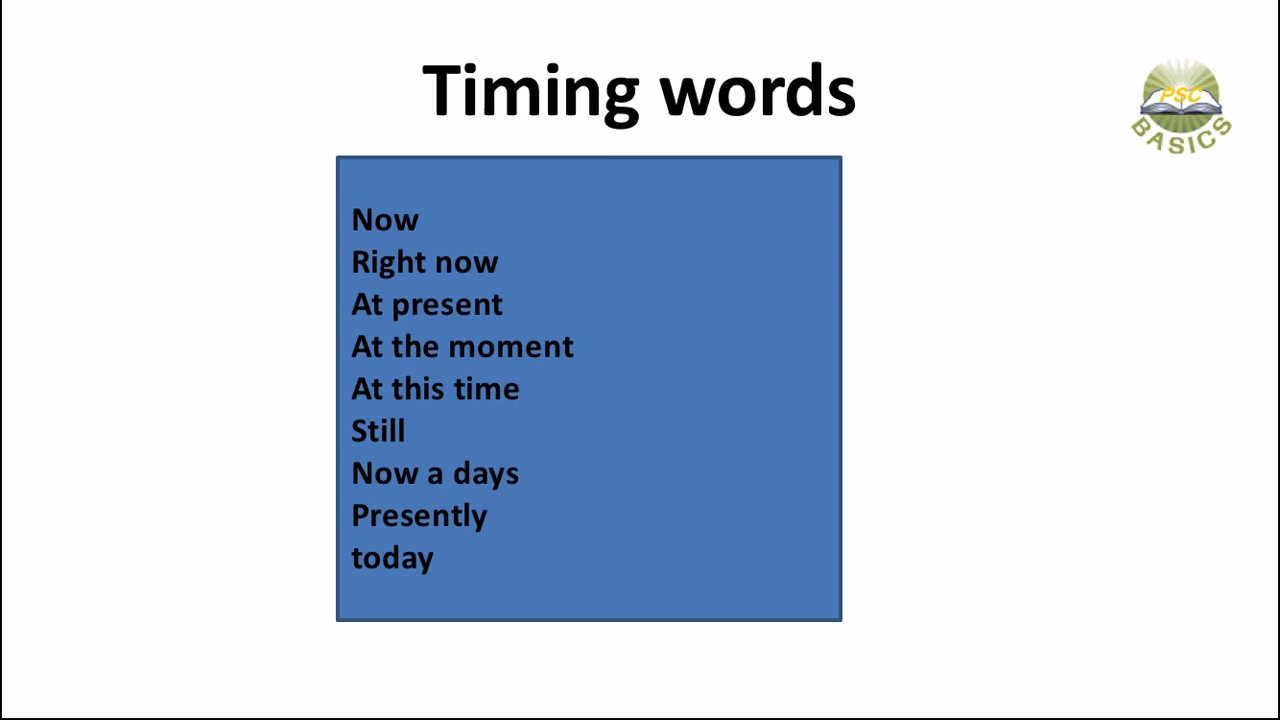 Timing words
PSC
BASICS
Now
Right now
At present
At the moment
At this time
Still
Now a days
Presently
today